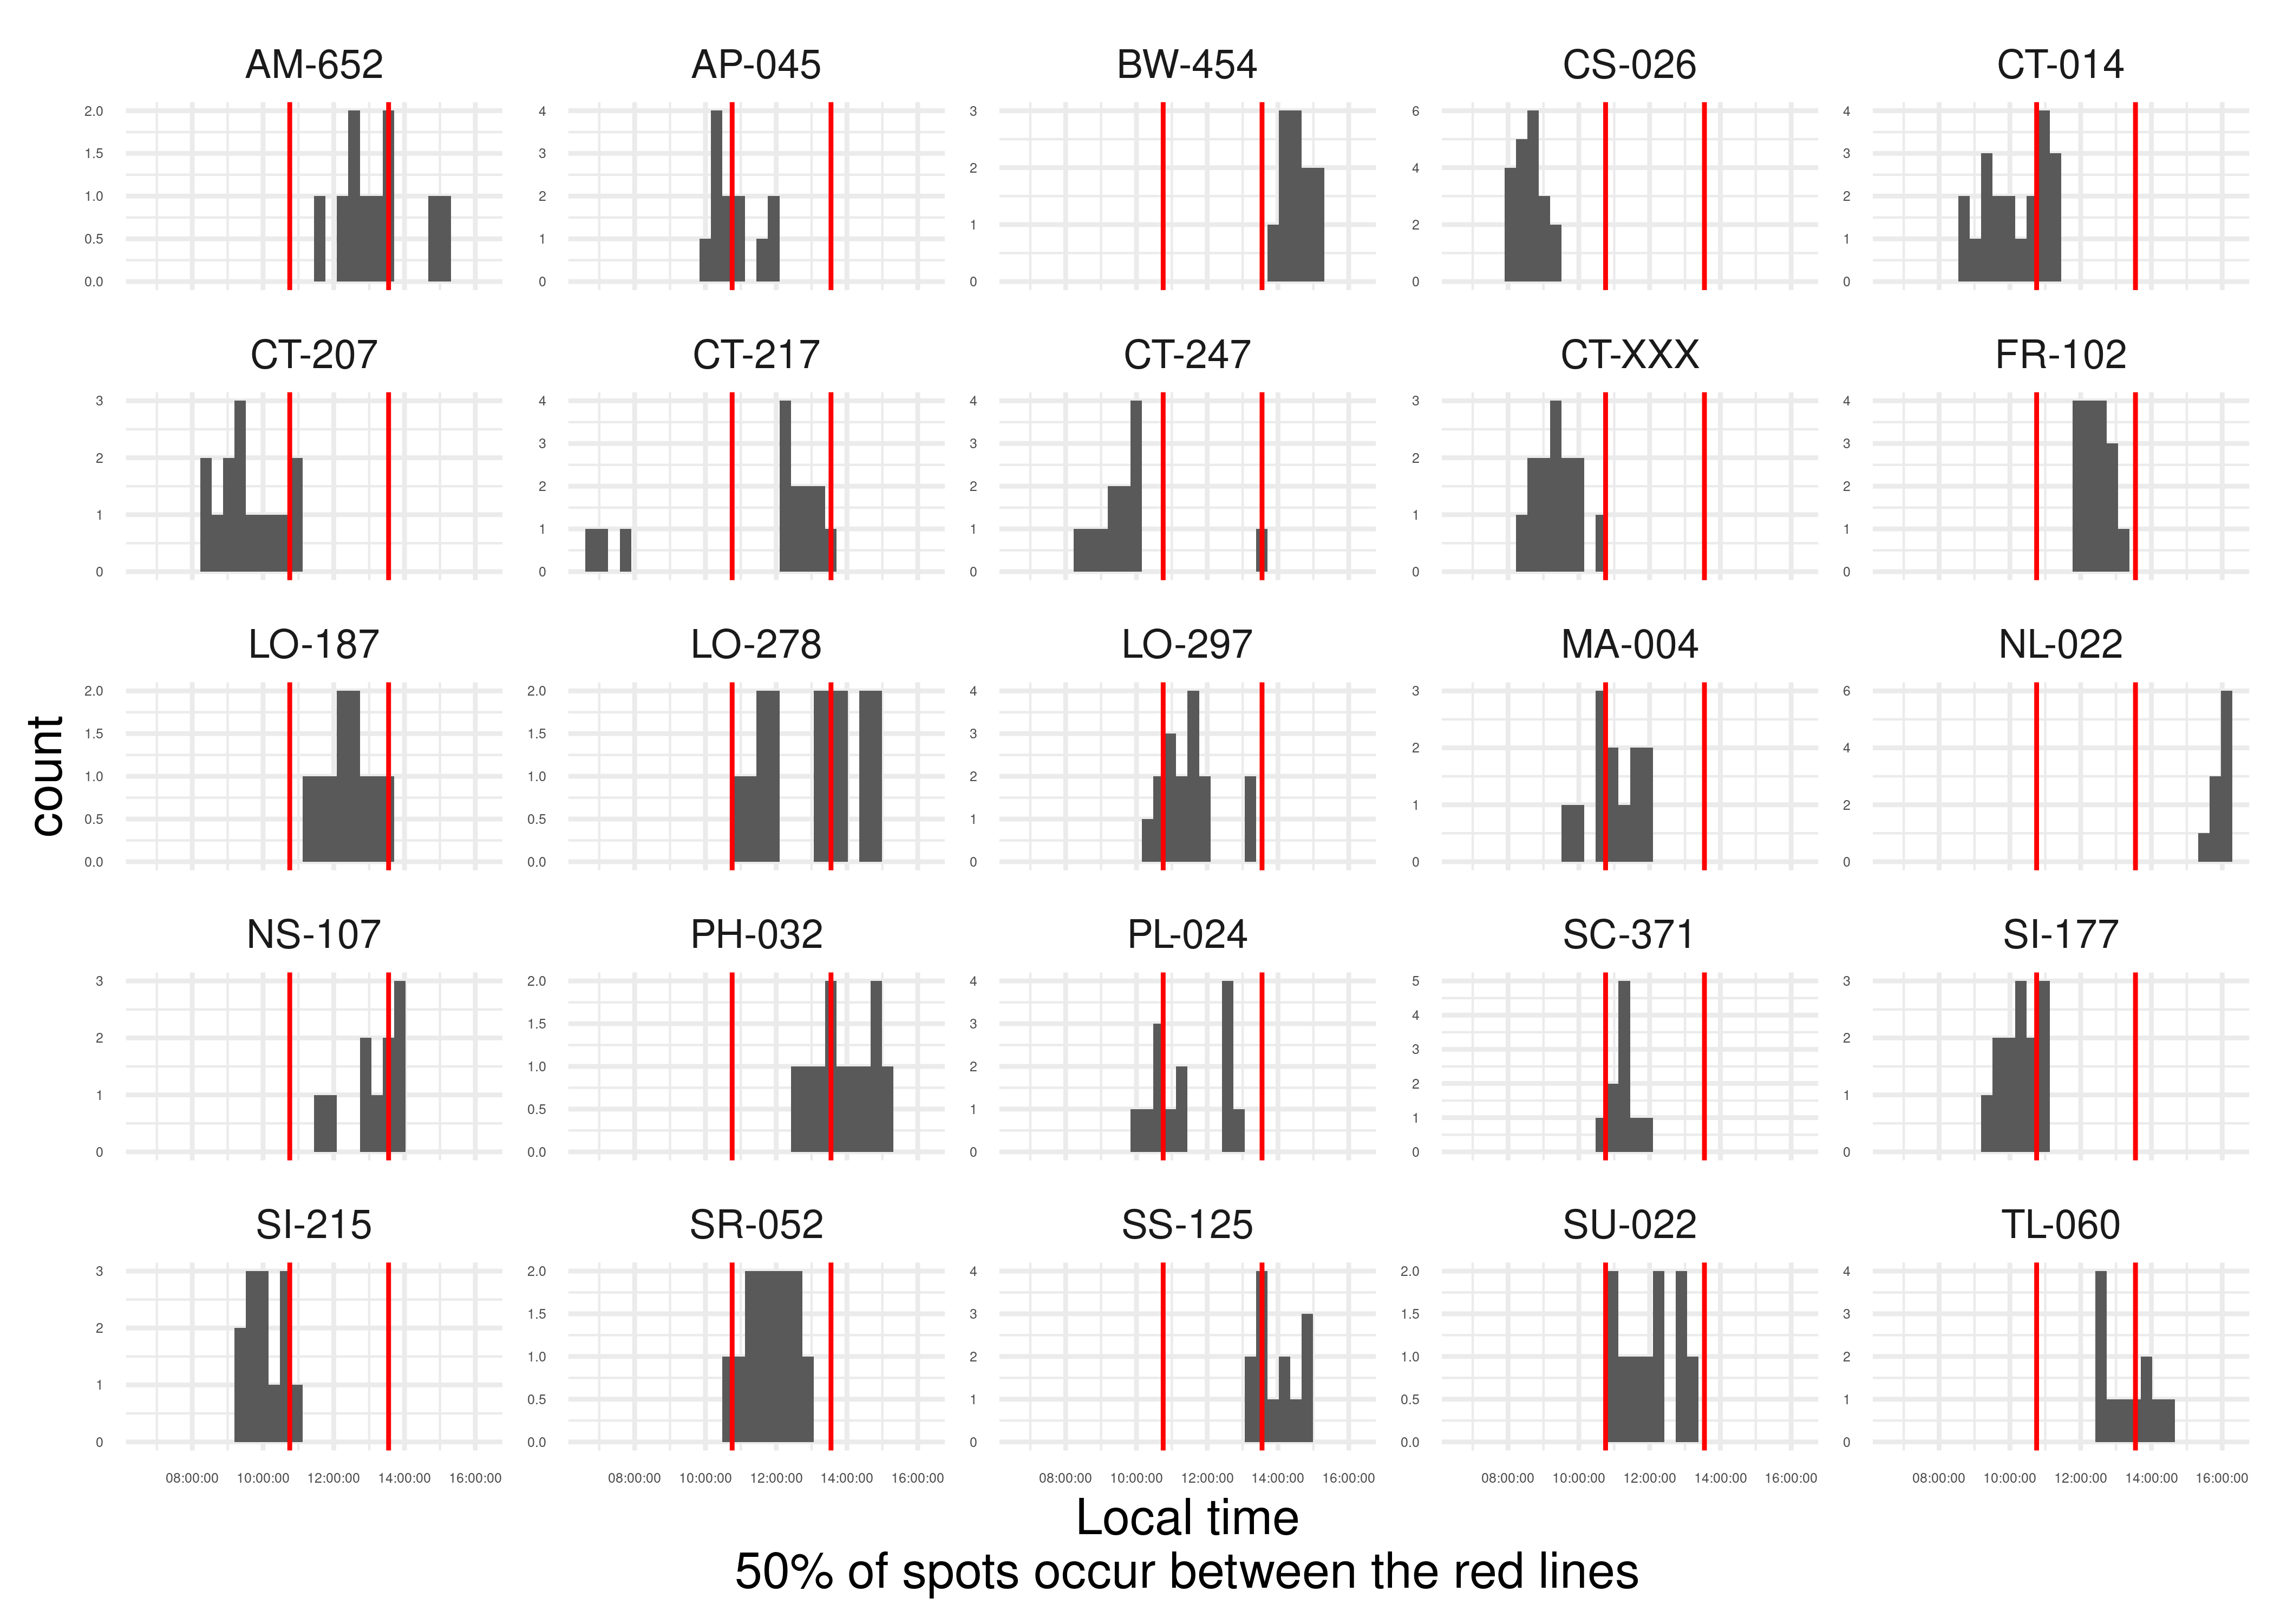 AM-652 AP-045 BW-454 CS-026 CT-014
2.0 4 3 6 4
1.5 3 2 4 3
1.0 2 1 2 2
0.5 1 0 0 1
0.0 0 0
CT-207 CT-217 CT-247 CT-XXX FR-102
3 4 4 3 4
2 3 3 2 3
1 2 2 1 2
0 1 1 0 1
0 0 0
LO-187 LO-278 LO-297 MA-004 NL-022
2.0 2.0 4 3 6
1.5 1.5 3 2 4
1.0 1.0 2 1 2
0.5 0.5 1 0 0
0.0 0.0 0
count
NS-107 PH-032 PL-024 SC-371 SI-177
3 2.0 4 5 3
2 1.5 3 4 2
1 1.0 2 3 1
0 0.5 1 2 0
0.0 0 1
0
SI-215 SR-052 SS-125 SU-022 TL-060
3 2.0 4 2.0 4
2 1.5 3 1.5 3
1 1.0 2 1.0 2
0 0.5 1 0.5 1
0.0 0 0.0 0
08:00:00 10:00:00 12:00:00 14:00:00 16:00:00 08:00:00 10:00:00 12:00:00 14:00:00 16:00:00 08:00:00 10:00:00 12:00:00 14:00:00 16:00:00 08:00:00 10:00:00 12:00:00 14:00:00 16:00:00 08:00:00 10:00:00 12:00:00 14:00:00 16:00:00
Local time
50% of spots occur between the red lines